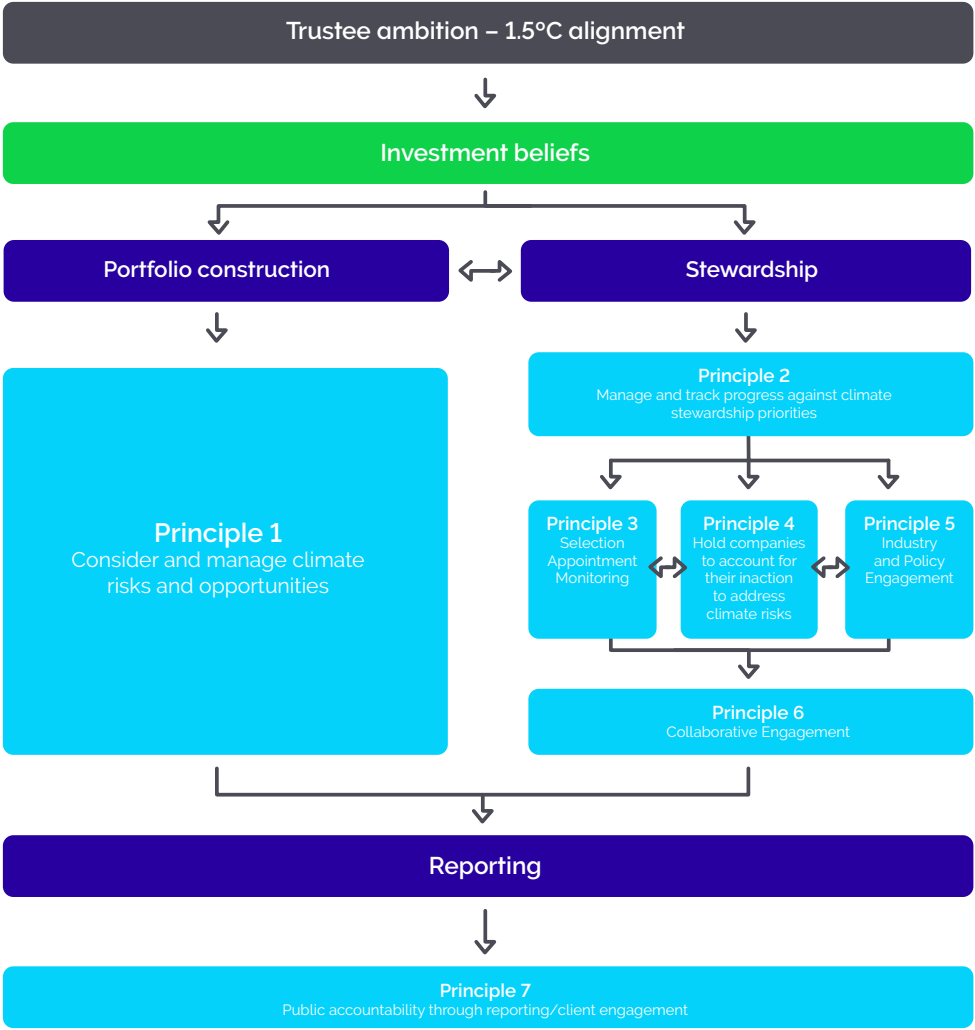 Trustee ambition – 1.5ºC alignment
Investment beliefs
Portfolio construction
Stewardship
Principle 1
Consider and manage climate
risks and opportunities
Principle 2
Manage and track progress against climate
stewardship priorities
Principle 3
Selection
Appointment
Monitoring
Principle 4
Hold companies
to account for
their inaction
to address
climate risks
Principle 5
Industry
and Policy
Engagement
Principle 6
Collaborative Engagement
Reporting
Principle 7
Public accountability through reporting/client engagement